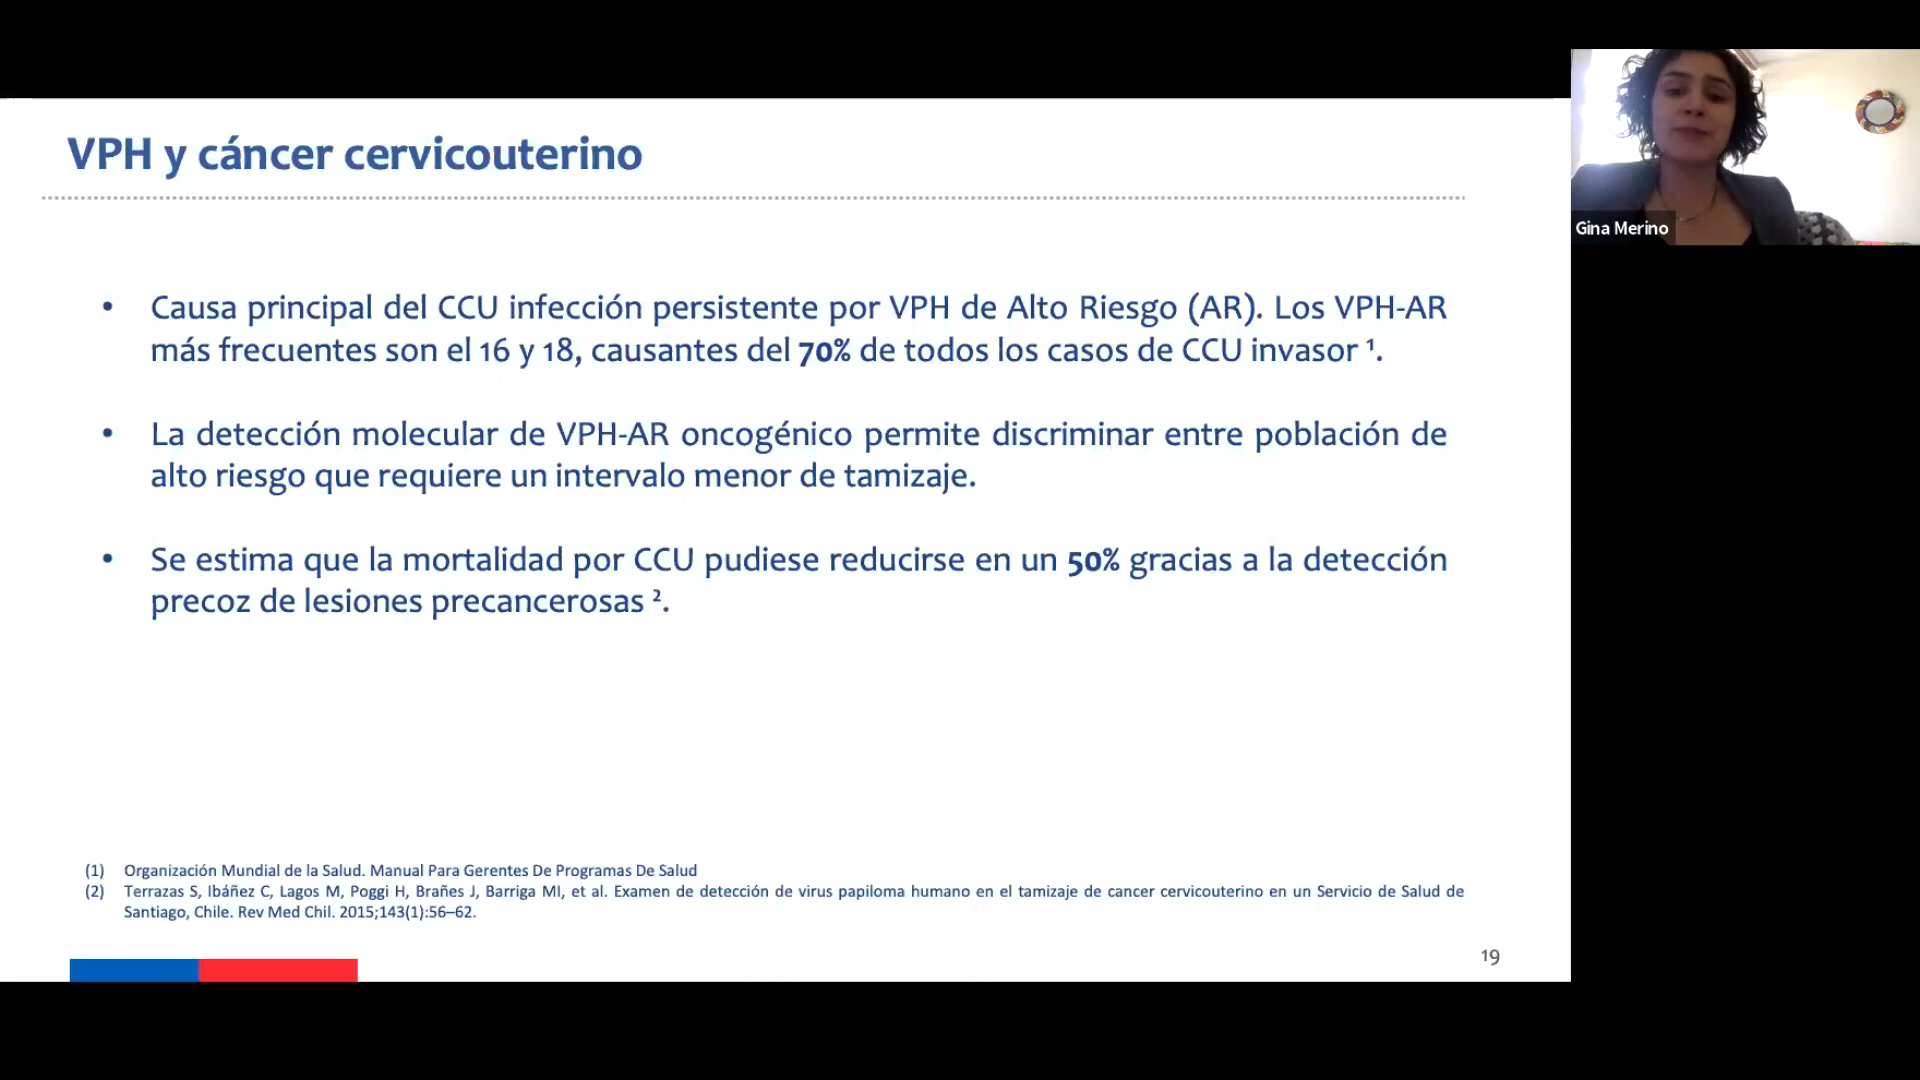 VPH y cáncer cervicouterino
Gina Merino
• Causa principal del CCU infección persistente por VPH de Alto Riesgo (AR). Los VPH-AR
más frecuentes son el 16 y 18, causantes del 70% de todos los casos de CCU invasor ¹.
• La detección molecular de VPH-AR oncogénico permite discriminar entre población de
alto riesgo que requiere un intervalo menor de tamizaje.
• Se estima que la mortalidad por CCU pudiese reducirse en un 50% gracias a la detección
precoz de lesiones precancerosas ².
(1) Organización Mundial de la Salud. Manual Para Gerentes De Programas De Salud
(2) Terrazas S, Ibáñez C, Lagos M, Poggi H, Brañes J, Barriga MI, et al. Examen de detección de virus papiloma humano en el tamizaje de cancer cervicouterino en un Servicio de Salud de
Santiago, Chile. Rev Med Chil. 2015;143(1):56–62.
19